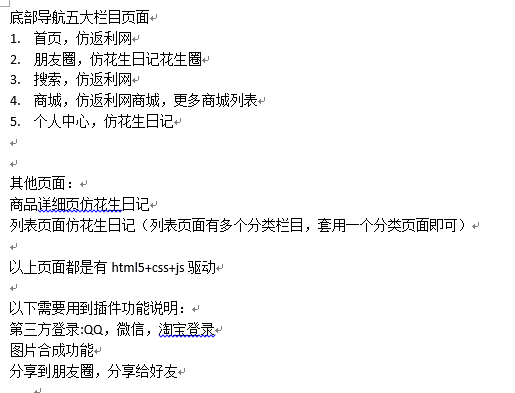 底部导航五大栏目页面
1. 首页，仿返利网
2. 朋友圈，仿花生日记花生圈
3. 搜索，仿返利网
4. 商城，仿返利网商城，更多商城列表
5. 个人中心，仿花生日记
其他页面：
商品详细页仿花生日记
列表页面仿花生日记（列表页面有多个分类栏目，套用一个分类页面即可）
以上页面都是有 html5+css+js 驱动
以下需要用到插件功能说明：
第三方登录:QQ，微信，淘宝登录
图片合成功能
分享到朋友圈，分享给好友